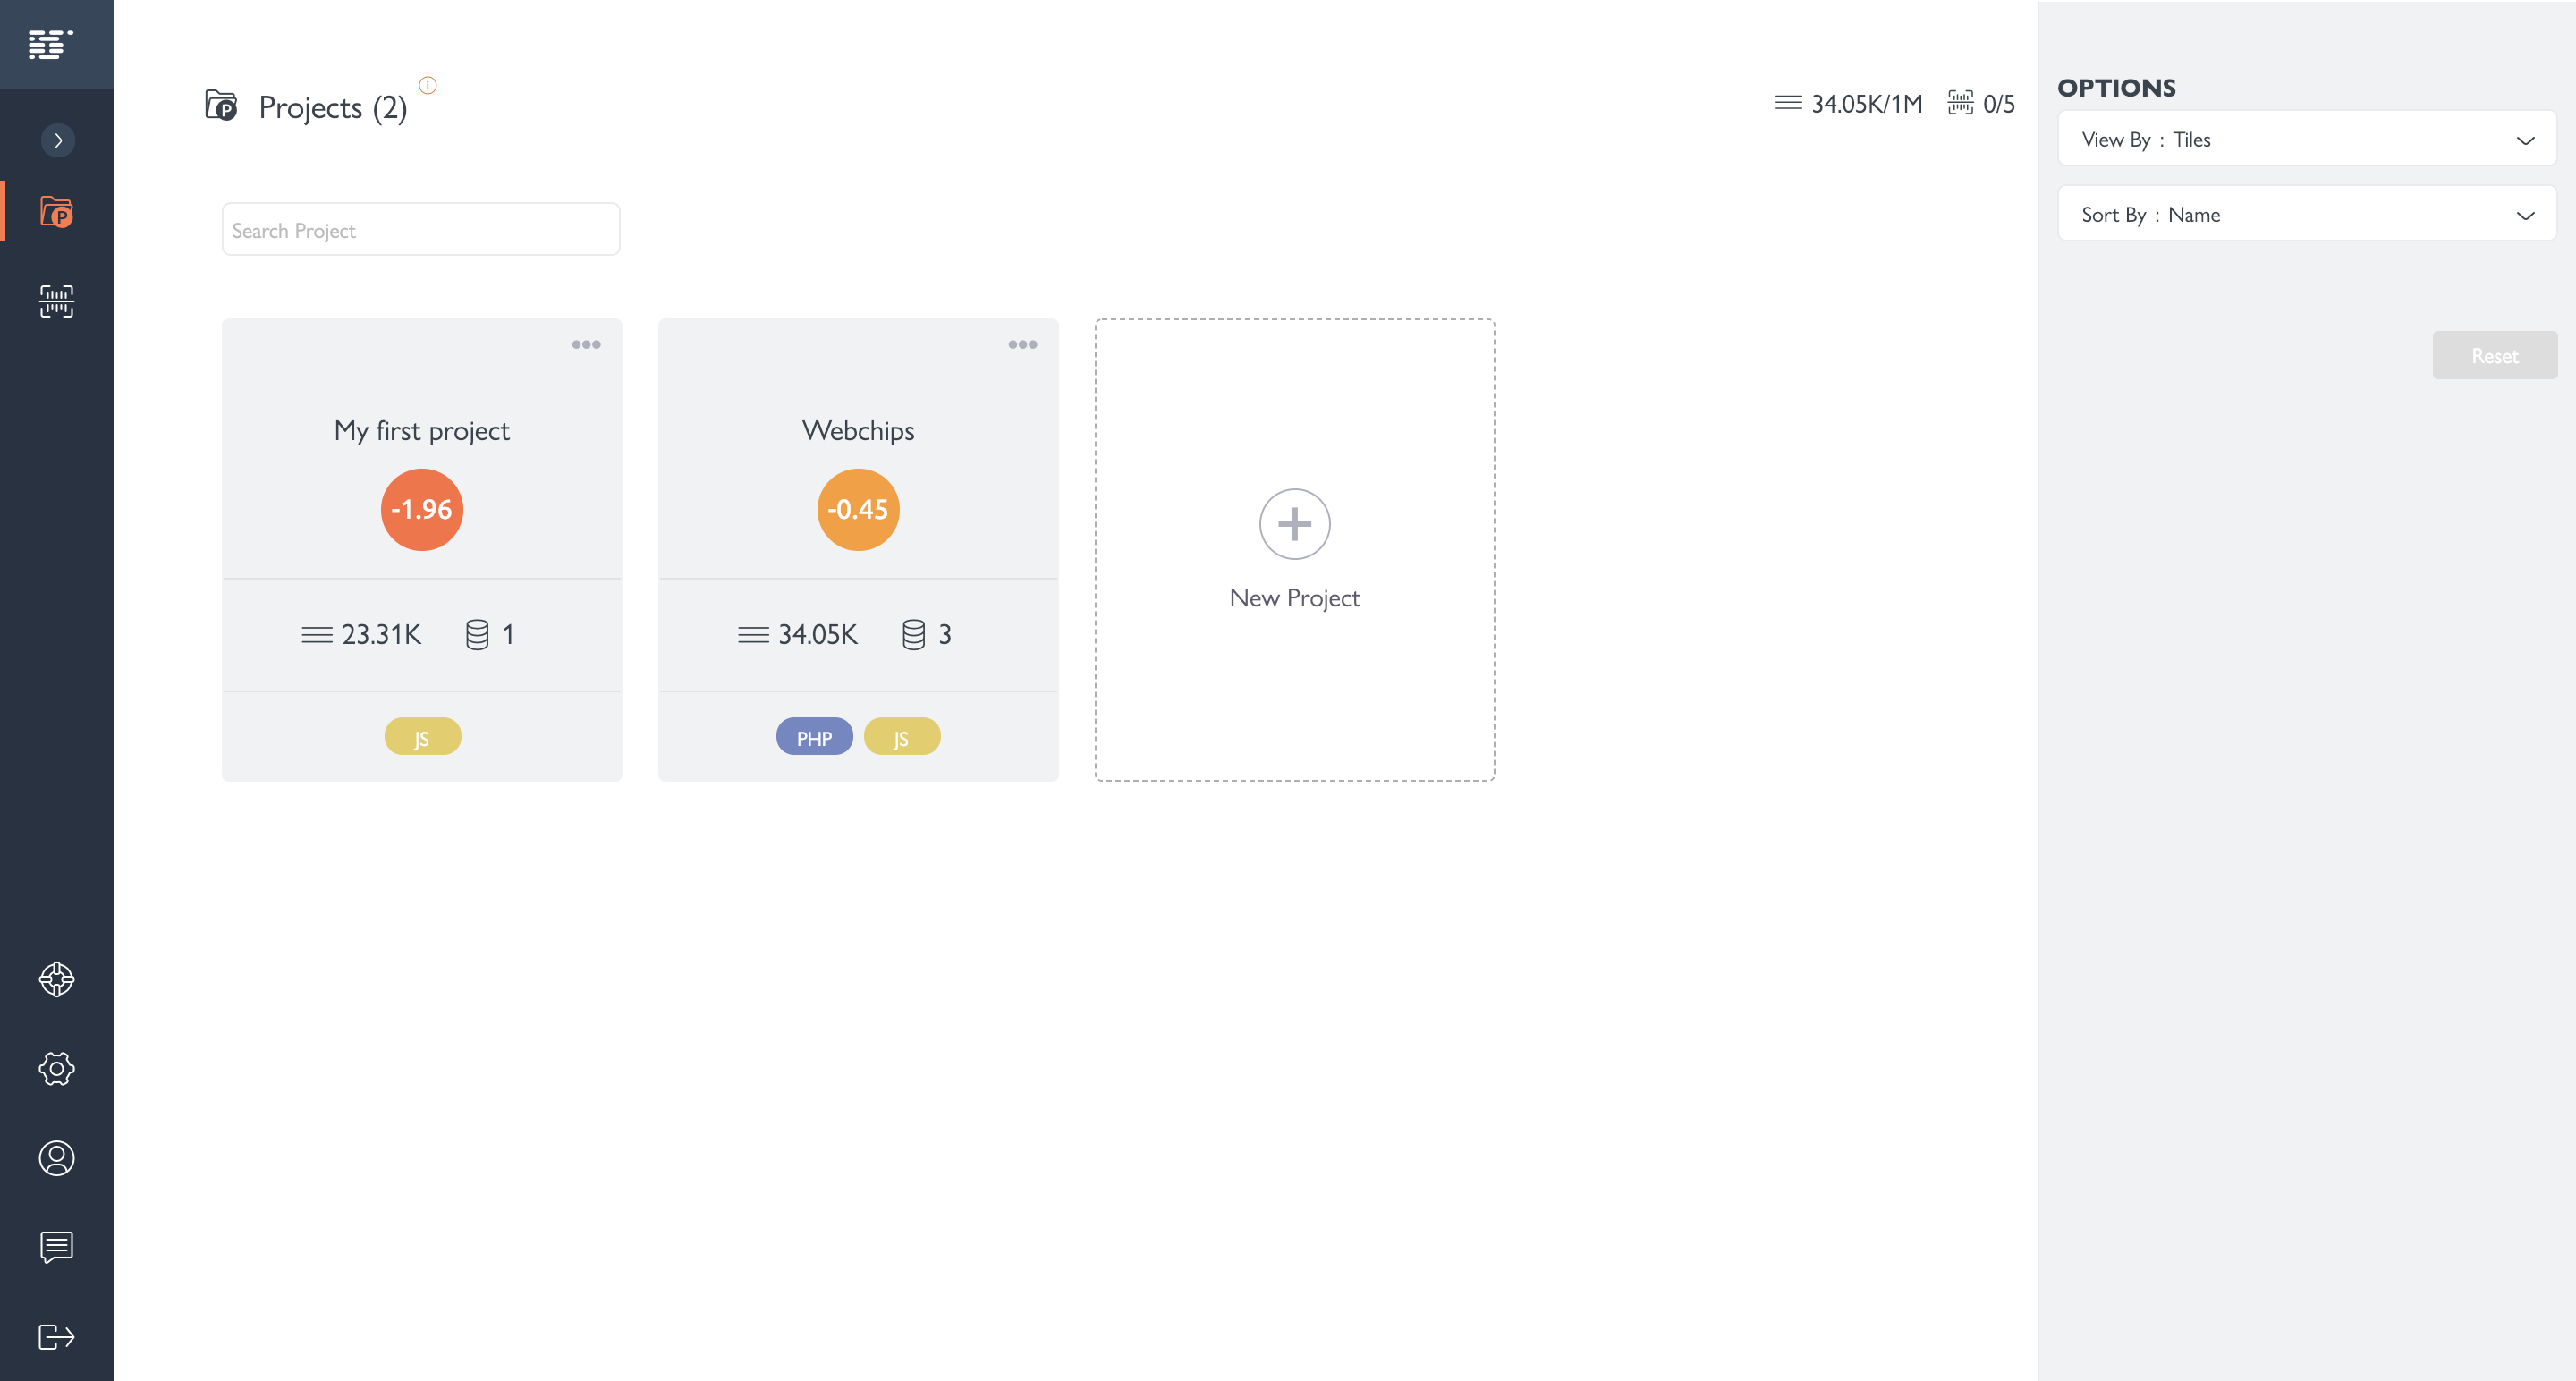 Projects (2)
34.05K/1M 0/5
OPTIONS
View By : Tiles
Sort By : Name
Search Project
Reset
My first project
-1.96
23.31K 1
JS
Webchips
-0.45
34.05K 3
PHP JS
New Project